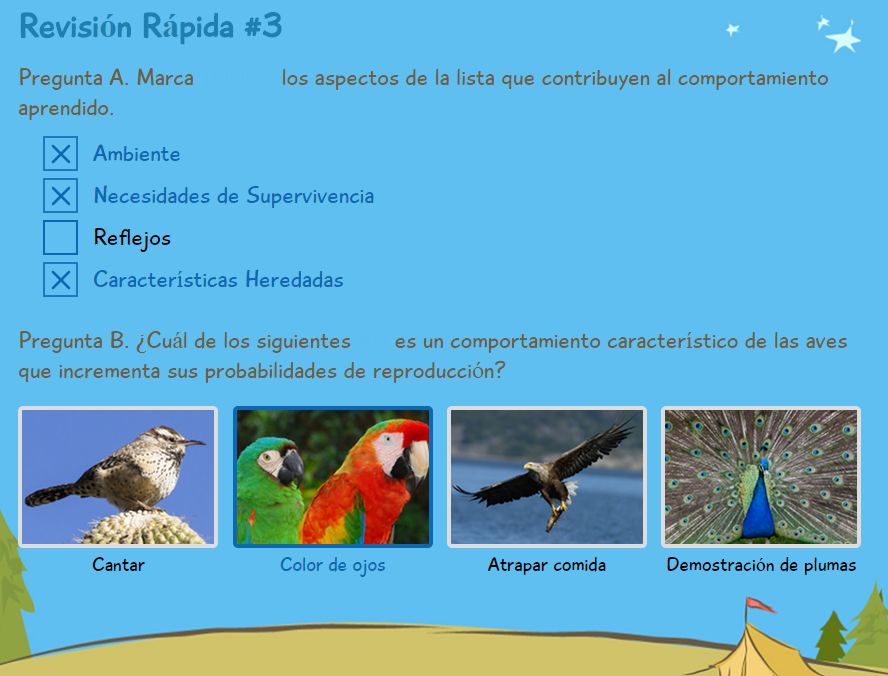 Revisión Rápida #3
Pregunta A. Marca los aspectos de la lista que contribuyen al comportamiento
aprendido.
Ambiente
Necesidades de Supervivencia
Reflejos
Características Heredadas
Pregunta B. ¿Cuál de los siguientes es un comportamiento característico de las aves
que incrementa sus probabilidades de reproducción?
Cantar
Color de ojos
Atrapar comida
Demostración de plumas